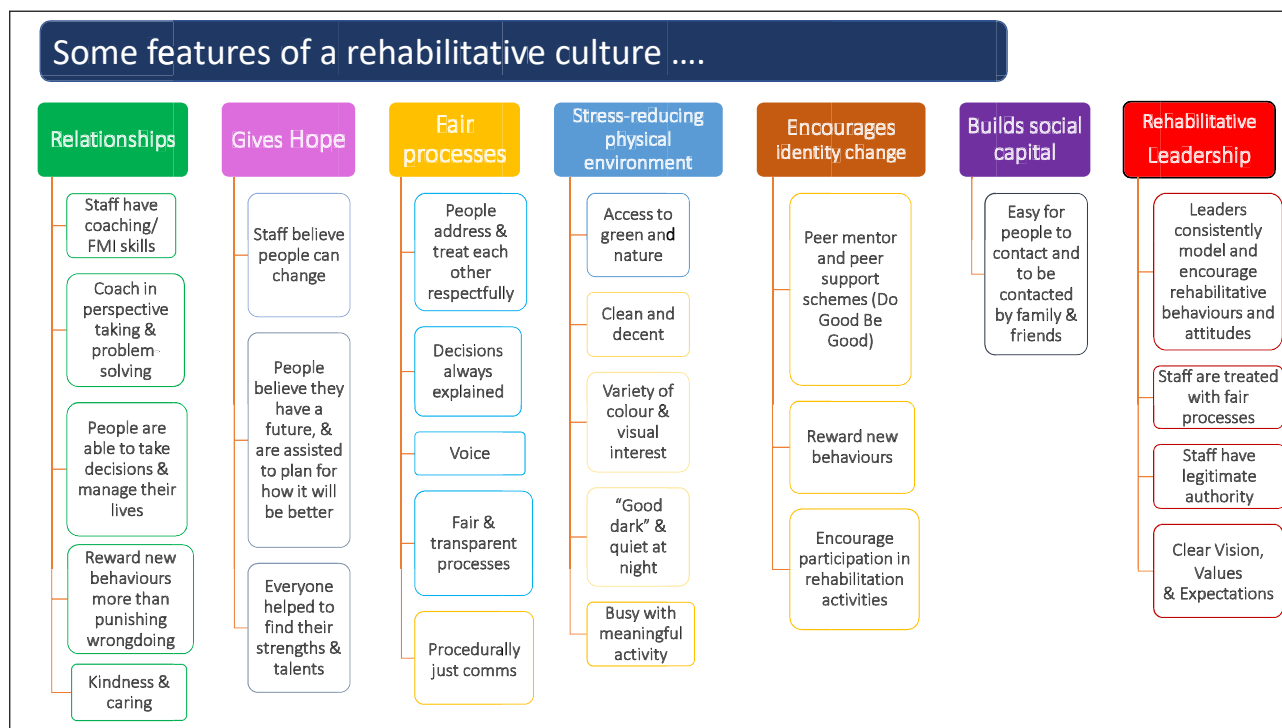 Some features of a rehabilitative culture ....
Relationships
Staff have
coaching/
FMI skills
Coach in
perspective
taking &
problem-
solving
People are
able to take
decisions &
manage their
lives
Reward new
behaviours
more than
punishing
wrongdoing
Kindness &
caring
Gives Hope
Staff believe
people can
change
People
believe they
have a
future, &
are assisted
to plan for
how it will
be better
Everyone
helped to
find their
strengths &
talents
Fair
processes
People
address &
treat each
other
respectfully
Decisions
always
explained
Voice
Fair &
transparent
processes
Procedurally
just comms
Stress-reducing
physical
environment
Access to
green and
nature
Clean and
decent
Variety of
colour &
visual
interest
“Good
dark” &
quiet at
night
Busy with
meaningful
activity
Encourages
identity change
Peer mentor
and peer
support
schemes (Do
Good Be
Good)
Reward new
behaviours
Encourage
participation in
rehabilitation
activities
Builds social
capital
Easy for
people to
contact and
to be
contacted
by family &
friends
Rehabilitative
Leadership
Leaders
consistently
model and
encourage
rehabilitative
behaviours and
attitudes
Staff are treated
with fair
processes
Staff have
legitimate
authority
Clear Vision,
Values
& Expectations